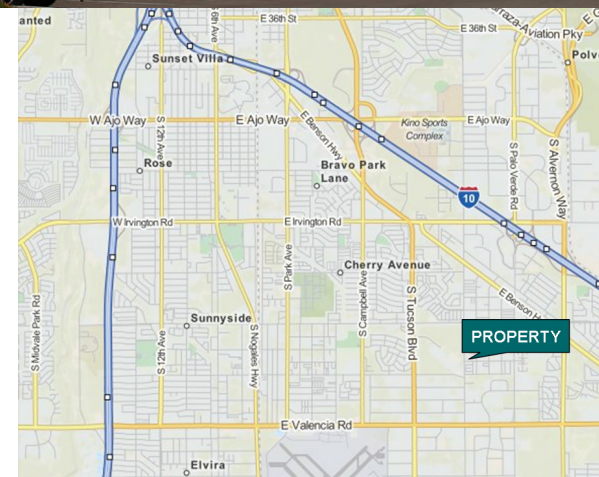 anted
E 36th St
6th Ave
E 36th St
rraza-Aviation Pky
Sunset Villa
Polv
W Ajo Way
S 12th Ave
E Ajo Way
E Benson Hwy
Kino Sports
Complex
E Ajo Way
S Palo Verde Rd
S Alvernon Way
Rose
Bravo Park
Lane
10
W Irvington Rd
E Irvington Rd
S Park Ave
Cherry Avenue
S Campbell Ave
S Tucson Blvd
E Benson H
S Midvale Park Rd
S 12th Ave
Sunnyside
S Nogales Hwy
PROPERTY
E Valencia Rd
Elvira